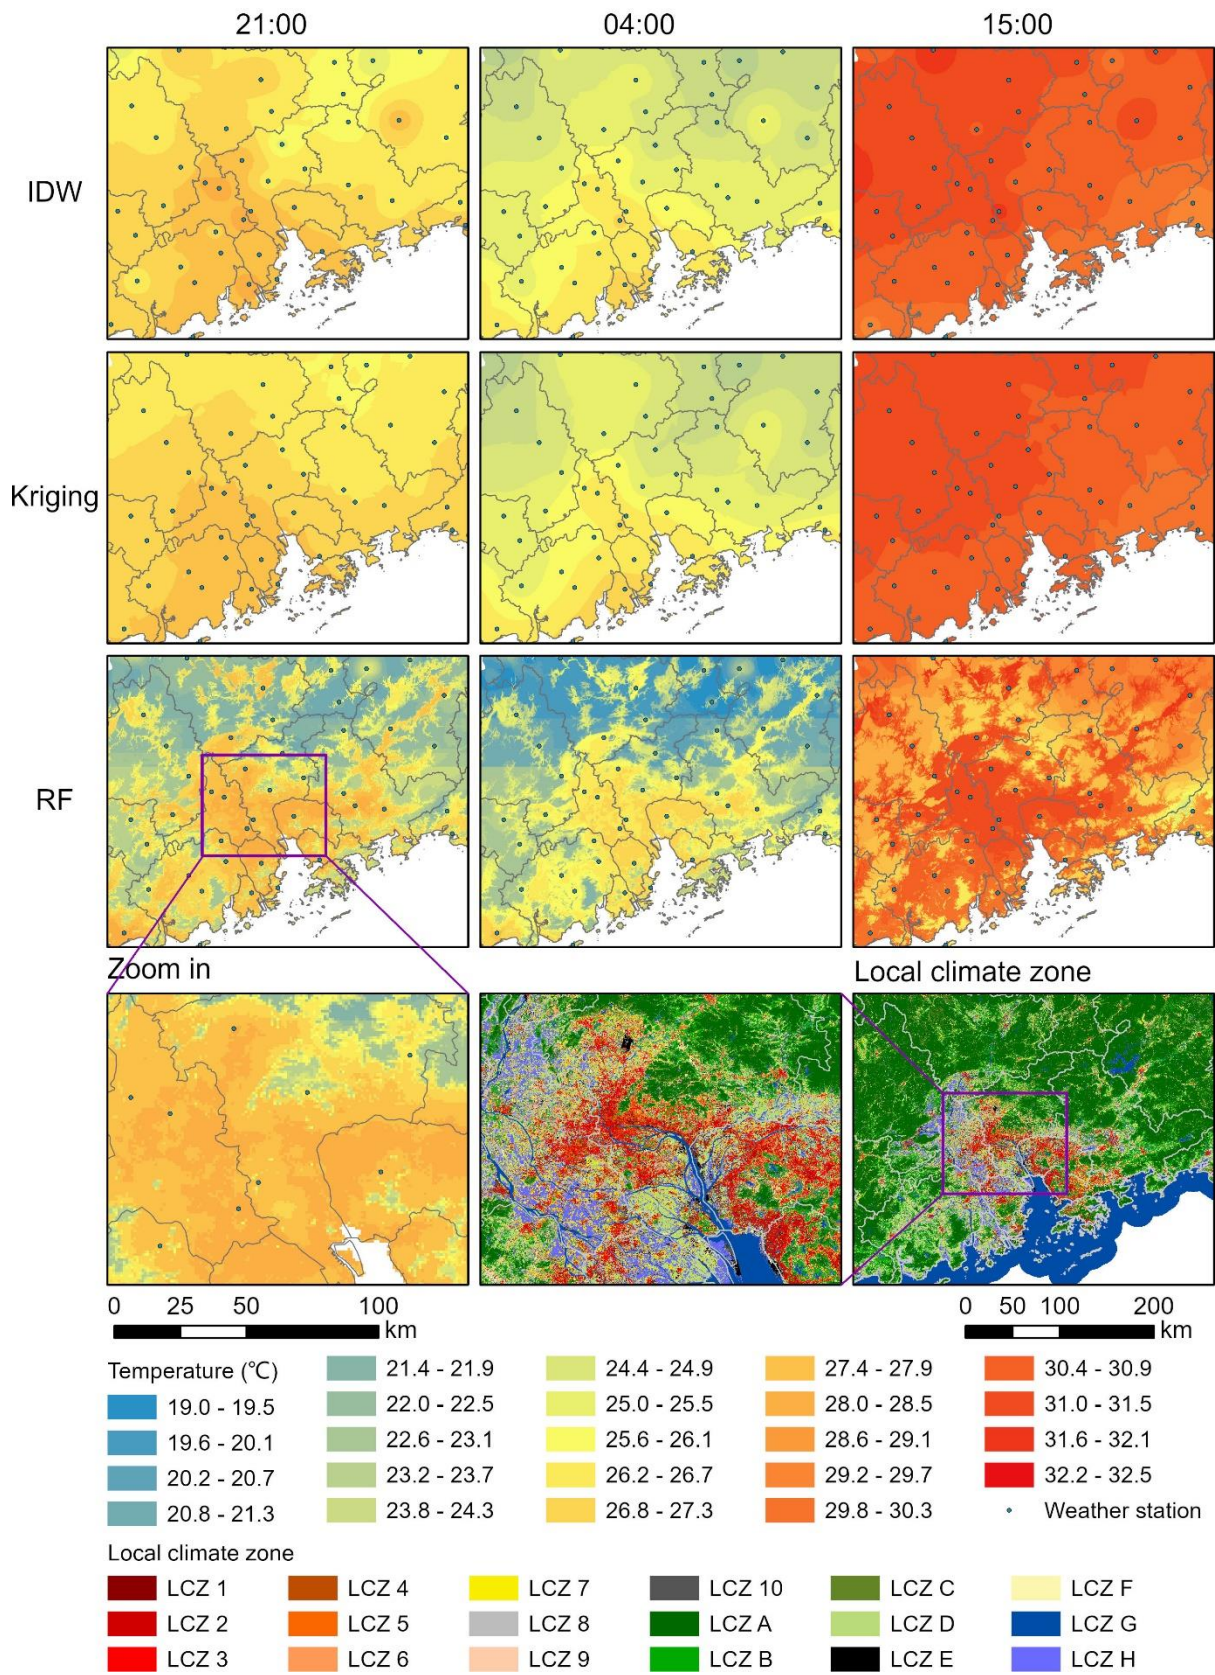 21:00 04:00 15:00
IDW
Kriging
RF
Zoom in Local climate zone
0 25 50 100 km
0 50 100 200 km
Temperature (℃)
19.0 - 19.5
19.6 - 20.1
20.2 - 20.7
20.8 - 21.3
21.4 - 21.9
22.0 - 22.5
22.6 - 23.1
23.2 - 23.7
23.8 - 24.3
24.4 - 24.9
25.0 - 25.5
25.6 - 26.1
26.2 - 26.7
26.8 - 27.3
27.4 - 27.9
28.0 - 28.5
28.6 - 29.1
29.2 - 29.7
29.8 - 30.3
30.4 - 30.9
31.0 - 31.5
31.6 - 32.1
32.2 - 32.5
Weather station
Local climate zone
LCZ 1
LCZ 2
LCZ 3
LCZ 4
LCZ 5
LCZ 6
LCZ 7
LCZ 8
LCZ 9
LCZ 10
LCZ A
LCZ B
LCZ C
LCZ D
LCZ E
LCZ F
LCZ G
LCZ H